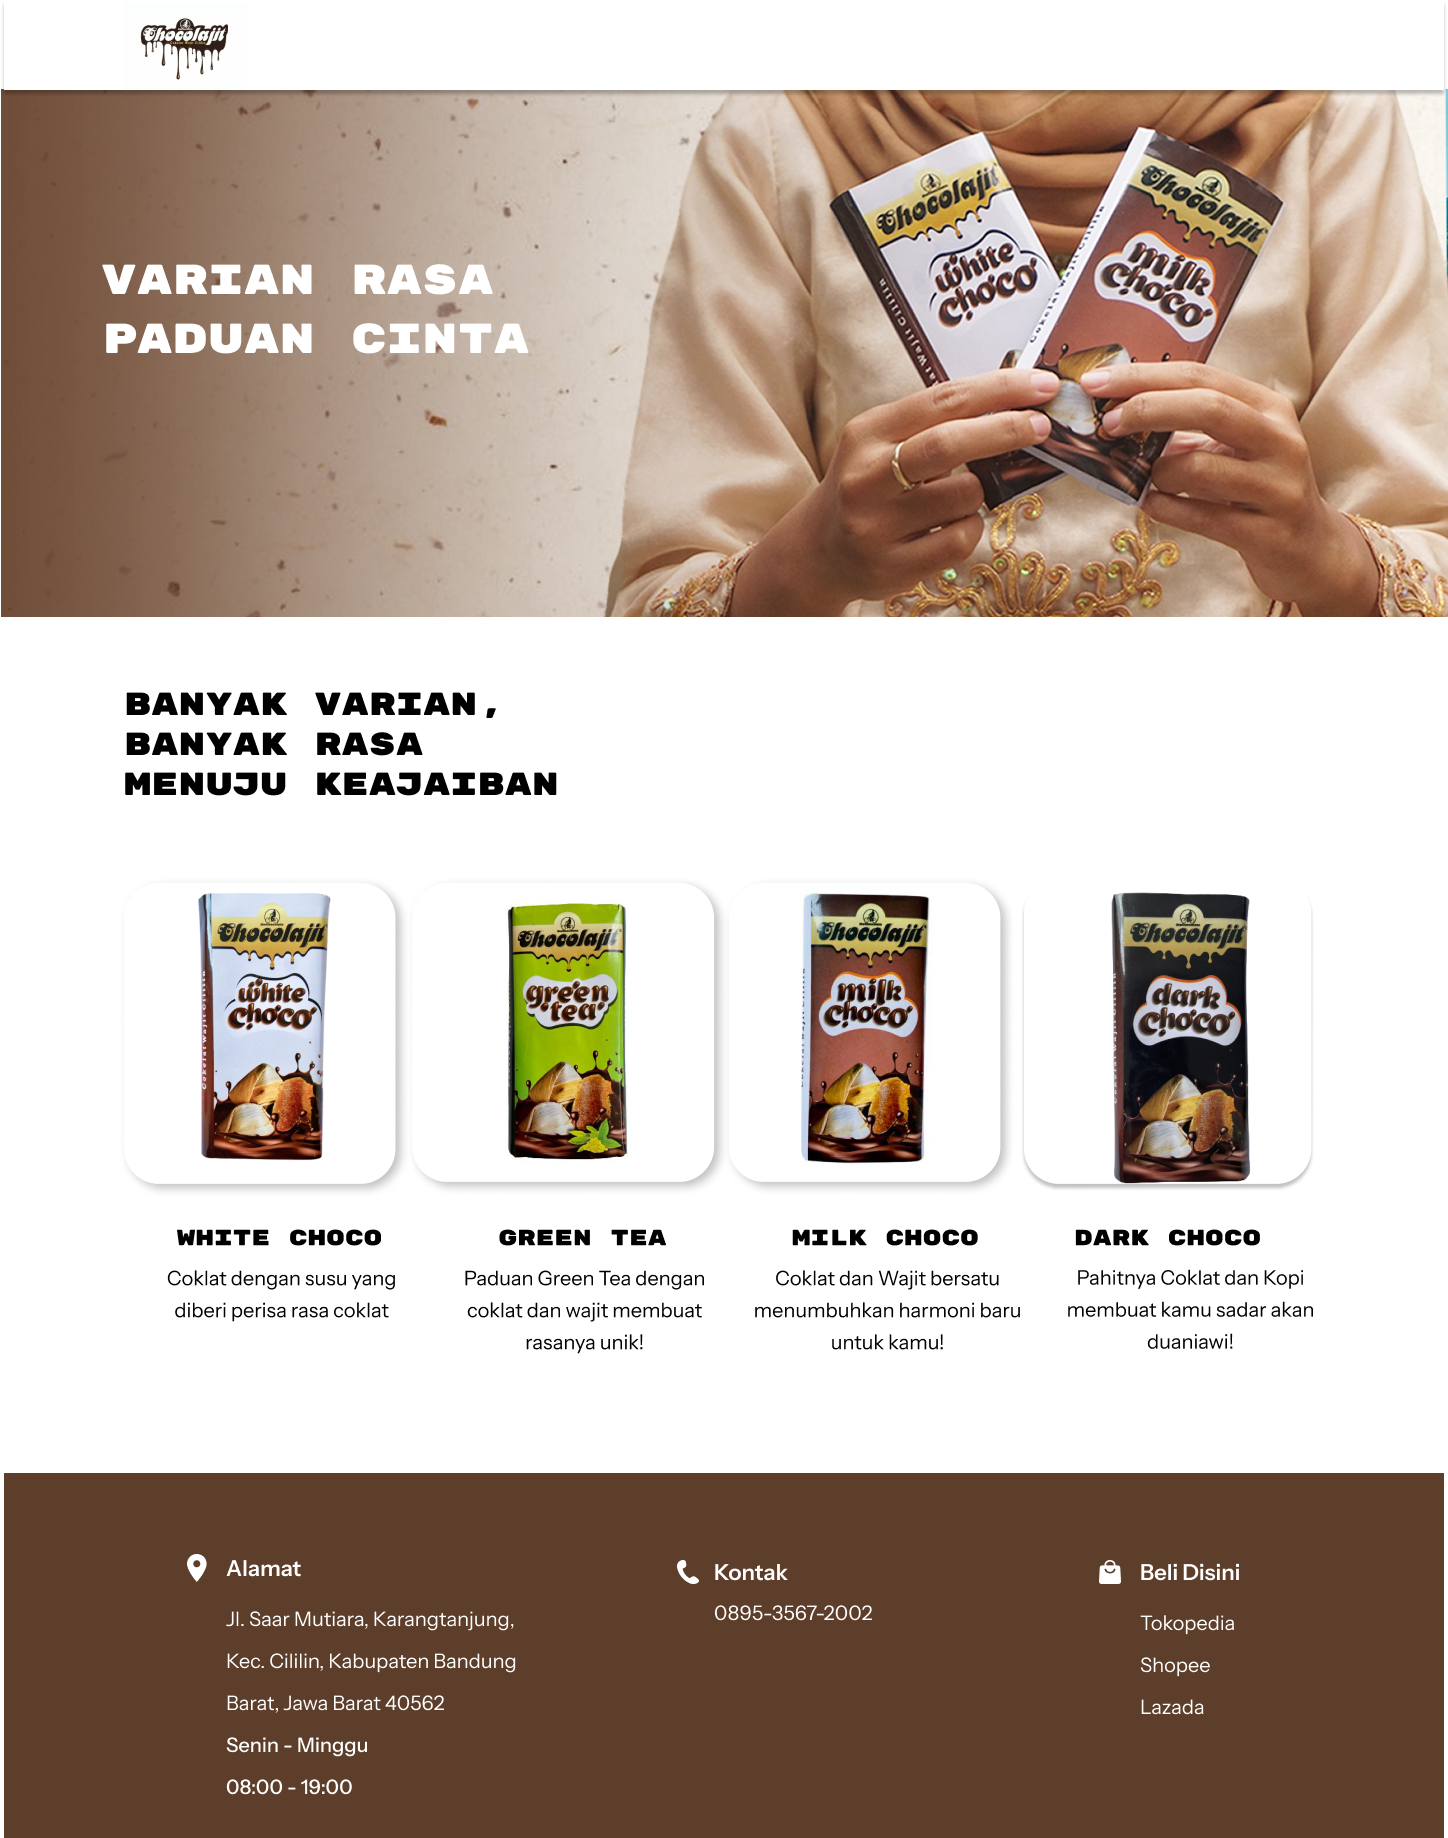 Chocolajit
VARIAN RASA
PADUAN CINTA
Chocolajit
white
choco
Chocolajit
milk
choco
BANYAK VARIAN,
BANYAK RASA
MENUJU KEAJAIBAN
Chocolajit
white
choco
Cokelat Wajit Cililin
Chocolajit
green
tea
Chocolajit
milk
choco
Chocolajit
dark
choco
WHITE CHOCO
Coklat dengan susu yang
diberi perisa rasa coklat
GREEN TEA
Paduan Green Tea dengan
coklat dan wajit membuat
rasanya unik!
MILK CHOCO
Coklat dan Wajit bersatu
menumbuhkan harmoni baru
untuk kamu!
DARK CHOCO
Pahitnya Coklat dan Kopi
membuat kamu sadar akan
duaniawi!
Alamat
Jl. Saar Mutiara, Karangtanjung,
Kec. Cililin, Kabupaten Bandung
Barat, Jawa Barat 40562
Senin - Minggu
08:00 - 19:00
Kontak
0895-3567-2002
Beli Disini
Tokopedia
Shopee
Lazada